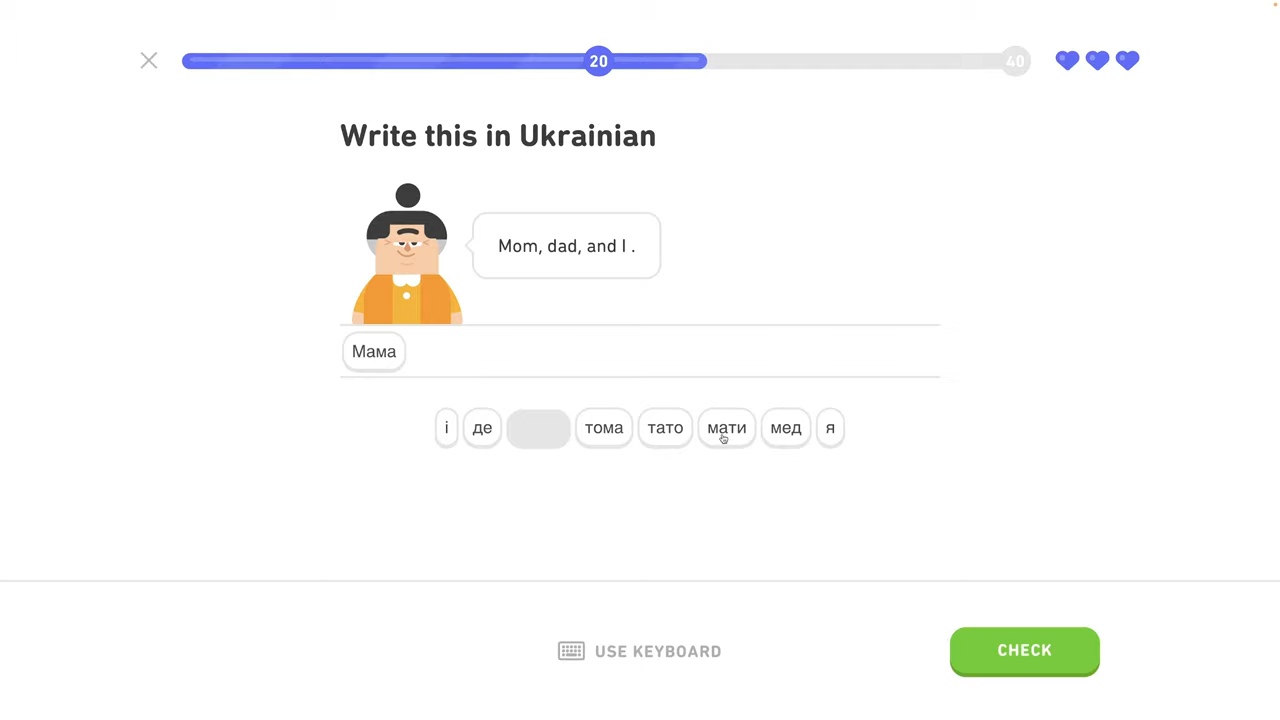 20
40
Write this in Ukrainian
Mom, dad, and I .
Мама
і де тома тато мати мед я
USE KEYBOARD
CHECK